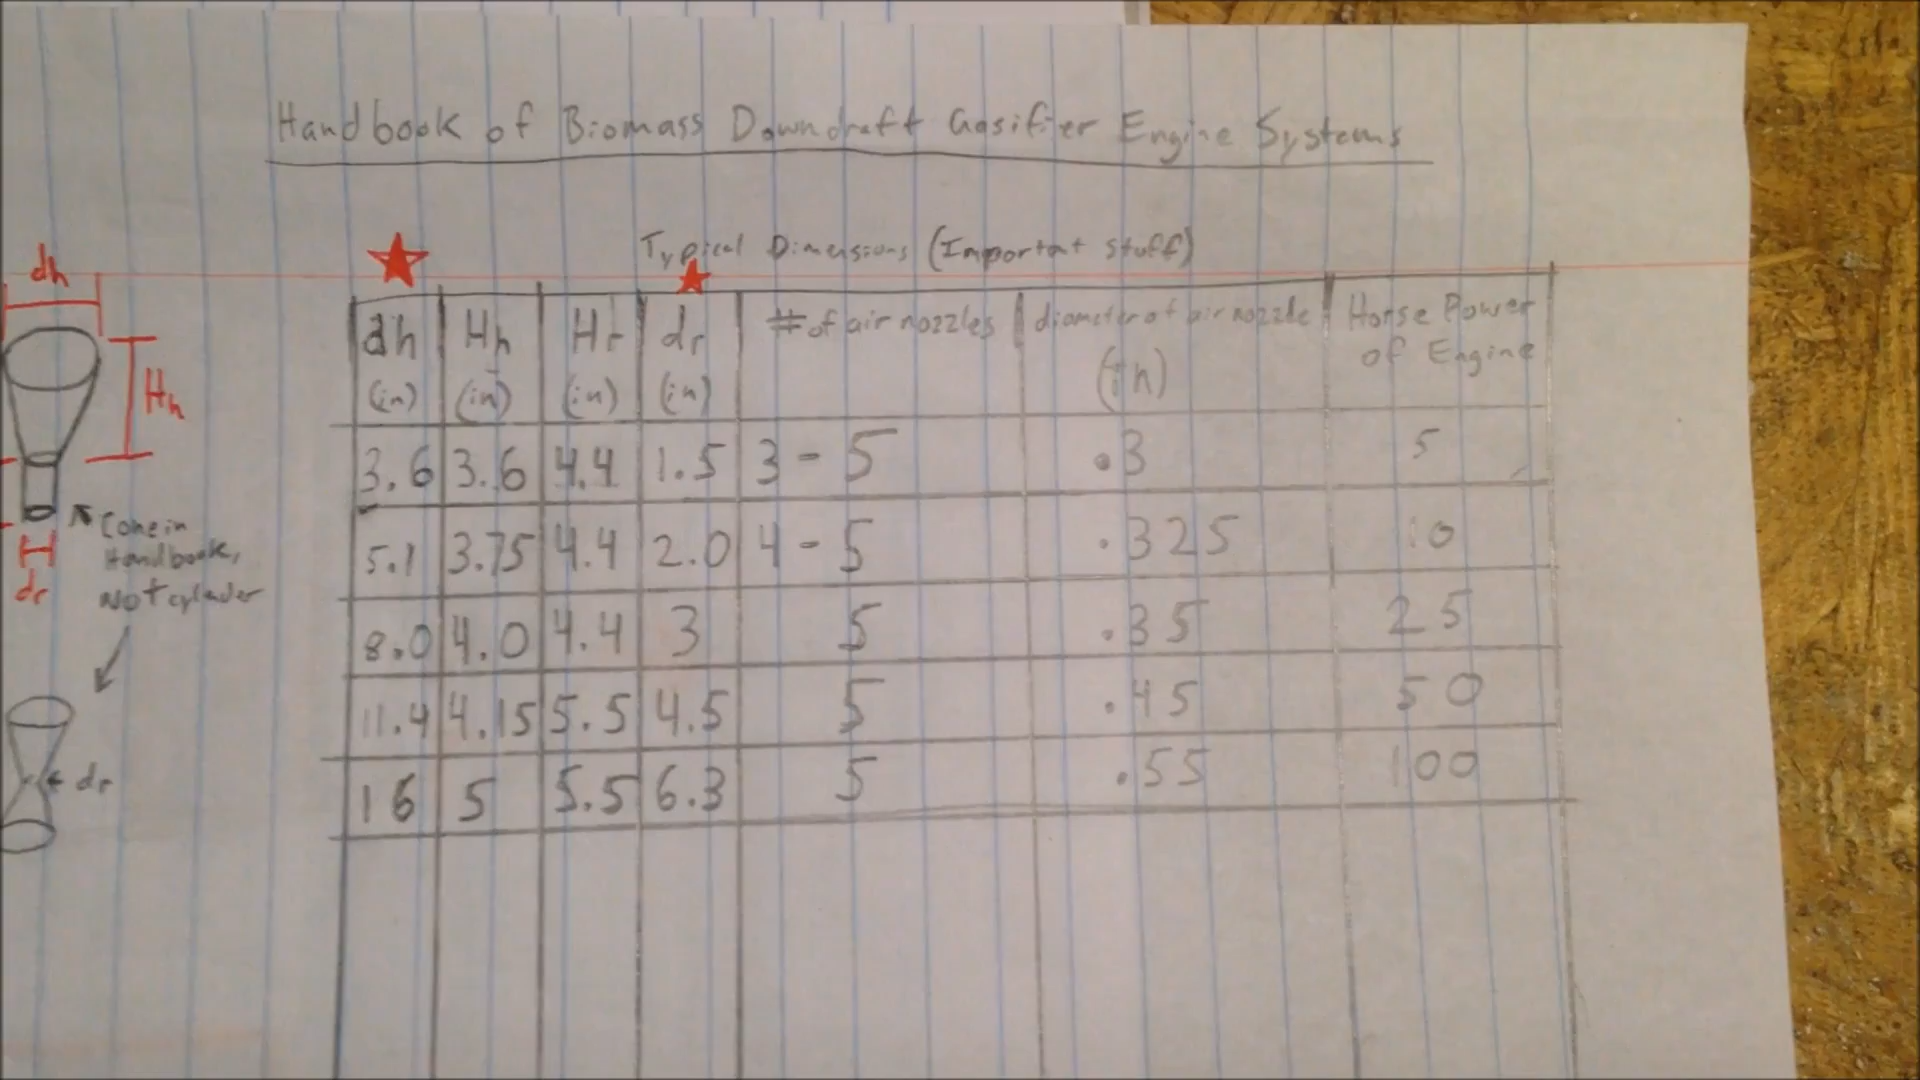 Handbook of Biomass Downdraft Gasifier Engine Systems
Typical Dimensions (Important stuff)
dh
Hh
dr
Cone in
Handbook,
Not cylinder
dr
dh (in) Hh (in) Hr (in) dr (in) # of air nozzles diameter of air nozzle (in) Horse Power of Engine
3.6 3.6 4.4 1.5 3 - 5 .3 5
5.1 3.75 4.4 2.0 4 - 5 .325 10
8.0 4.0 4.4 3 5 .35 25
11.4 4.15 5.5 4.5 5 .45 50
16 5 5.5 6.3 5 .55 100